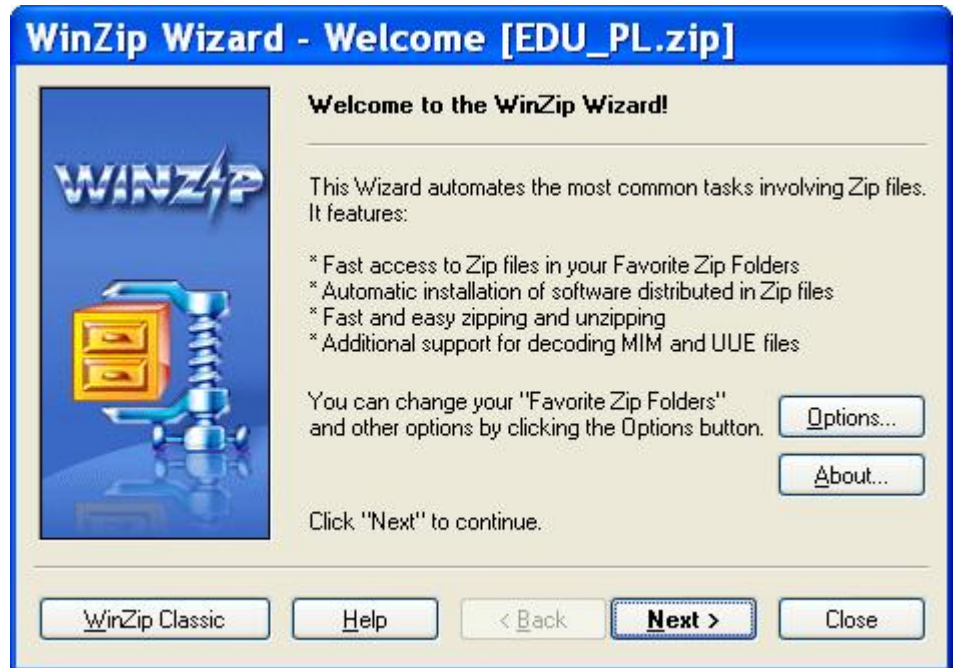 WinZip Wizard - Welcome [EDU_PL.zip]
WINZIP
Welcome to the WinZip Wizard!
This Wizard automates the most common tasks involving Zip files.
It features:
* Fast access to Zip files in your Favorite Zip Folders
* Automatic installation of software distributed in Zip files
* Fast and easy zipping and unzipping
* Additional support for decoding MIM and UUE files
You can change your "Favorite Zip Folders"
and other options by clicking the Options button.
Options...
About...
Click "Next" to continue.
WinZip Classic
Help
< Back
Next >
Close